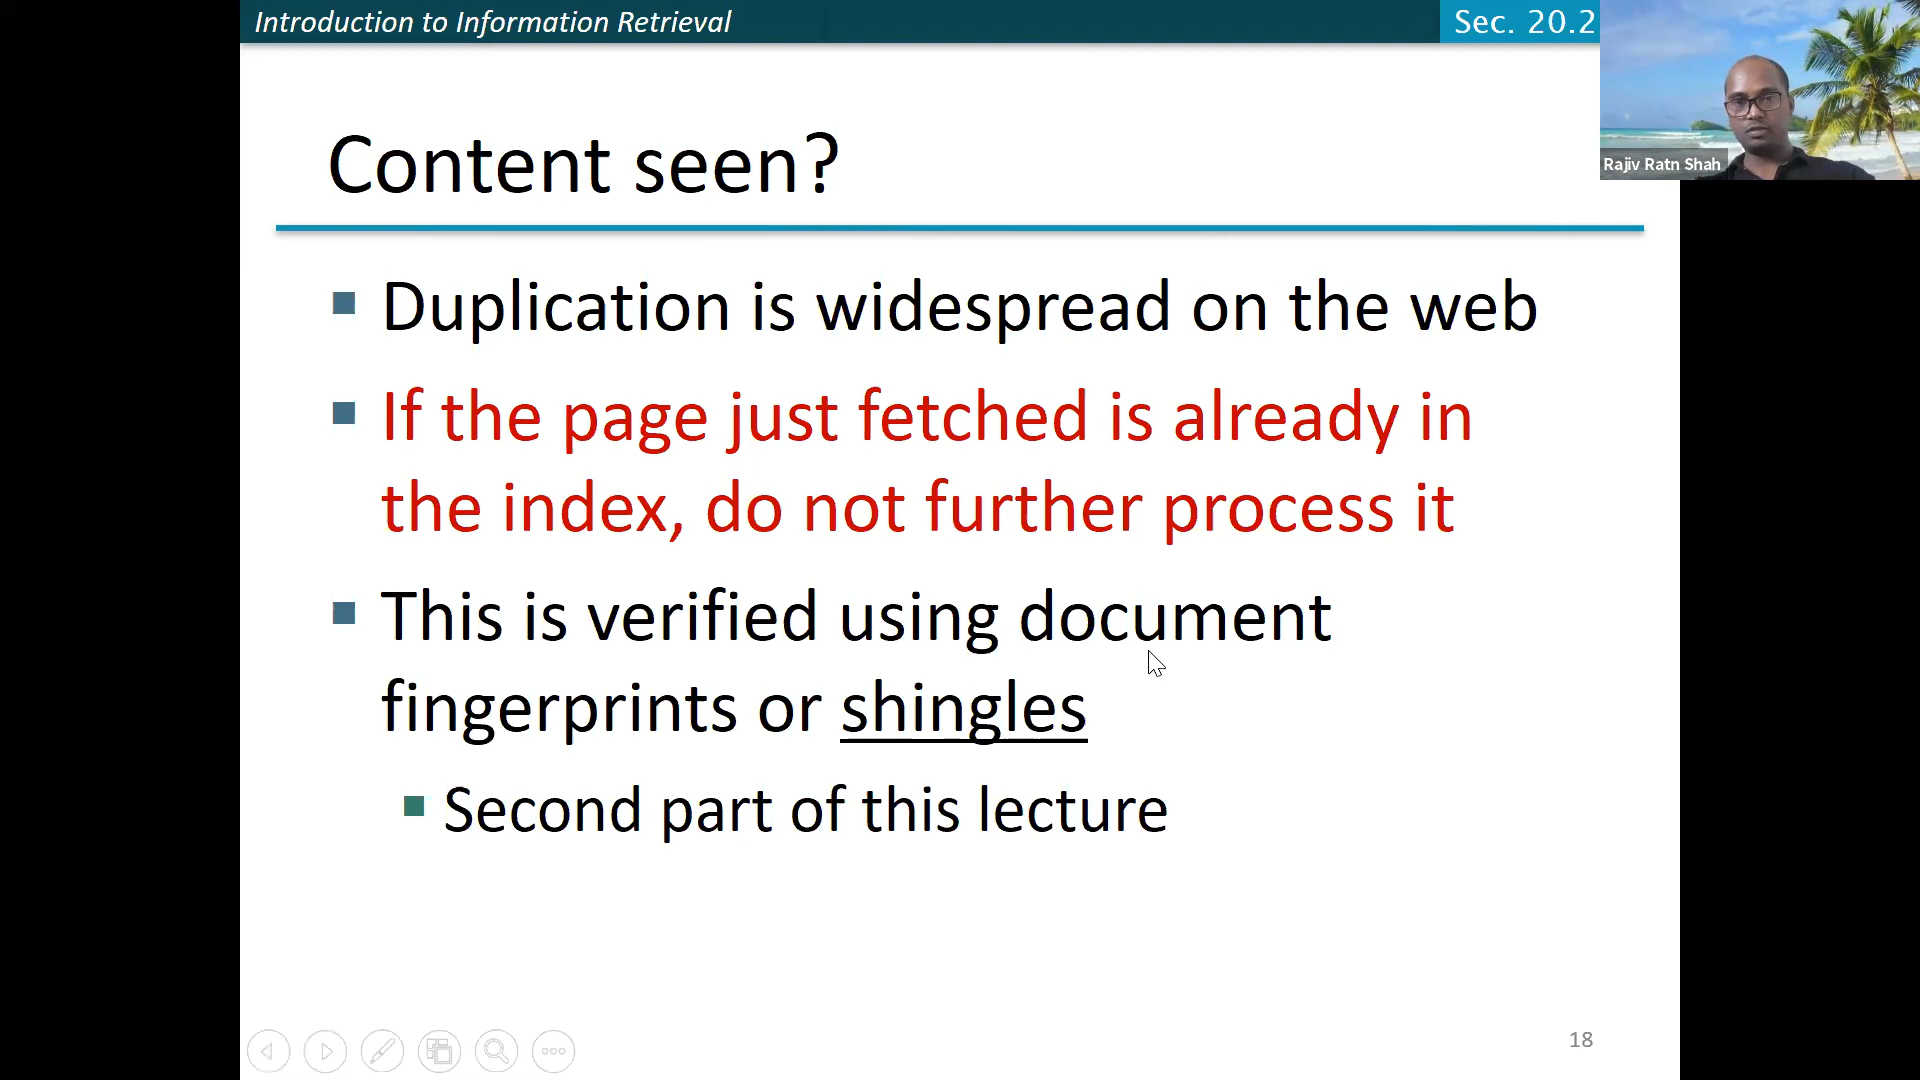 Introduction to Information Retrieval
Sec. 20.2
Rajiv Ratn Shah
Content seen?
Duplication is widespread on the web
If the page just fetched is already in
the index, do not further process it
This is verified using document
fingerprints or shingles
Second part of this lecture
18